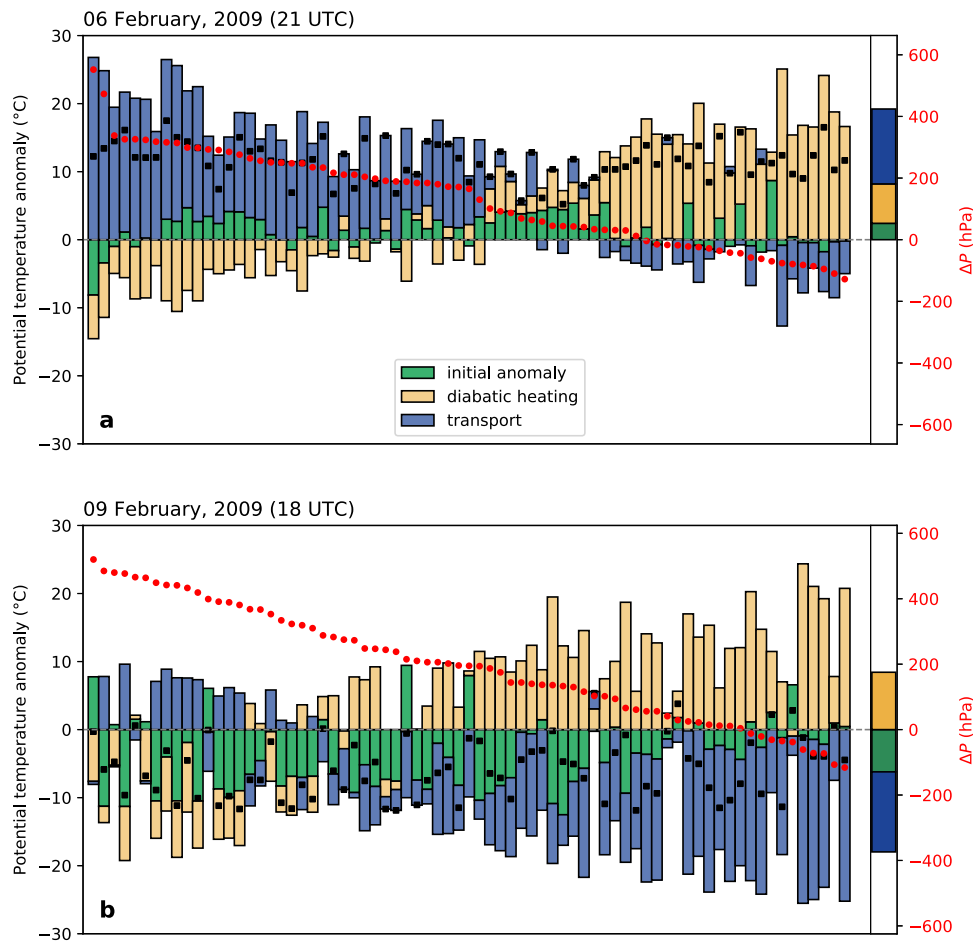 06 February, 2009 (21 UTC)
30
20
10
0
−10
−20
−30
Potential temperature anomaly (°C)
600
400
200
0
−200
−400
−600
ΔP (hPa)
initial anomaly
diabatic heating
transport
a
09 February, 2009 (18 UTC)
30
20
10
0
−10
−20
−30
Potential temperature anomaly (°C)
600
400
200
0
−200
−400
−600
ΔP (hPa)
b